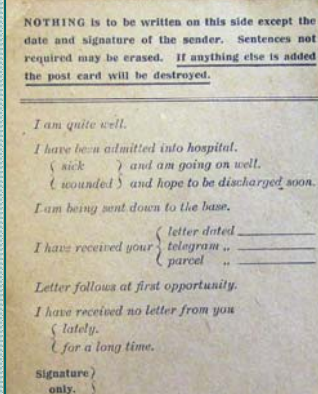 NOTHING is to be written on this side except the
date and signature of the sender. Sentences not
required may be erased. If anything else is added
the post card will be destroyed.
I am quite well.
I have been admitted into hospital.
{ sick } and am going on well.
{ wounded } and hope to be discharged soon.
I am being sent down to the base.
{ letter dated
I have received your { telegram ,,
{ parcel ,,
Letter follows at first opportunity.
I have received no letter from you
{ lately.
{ for a long time.
Signature }
only. }